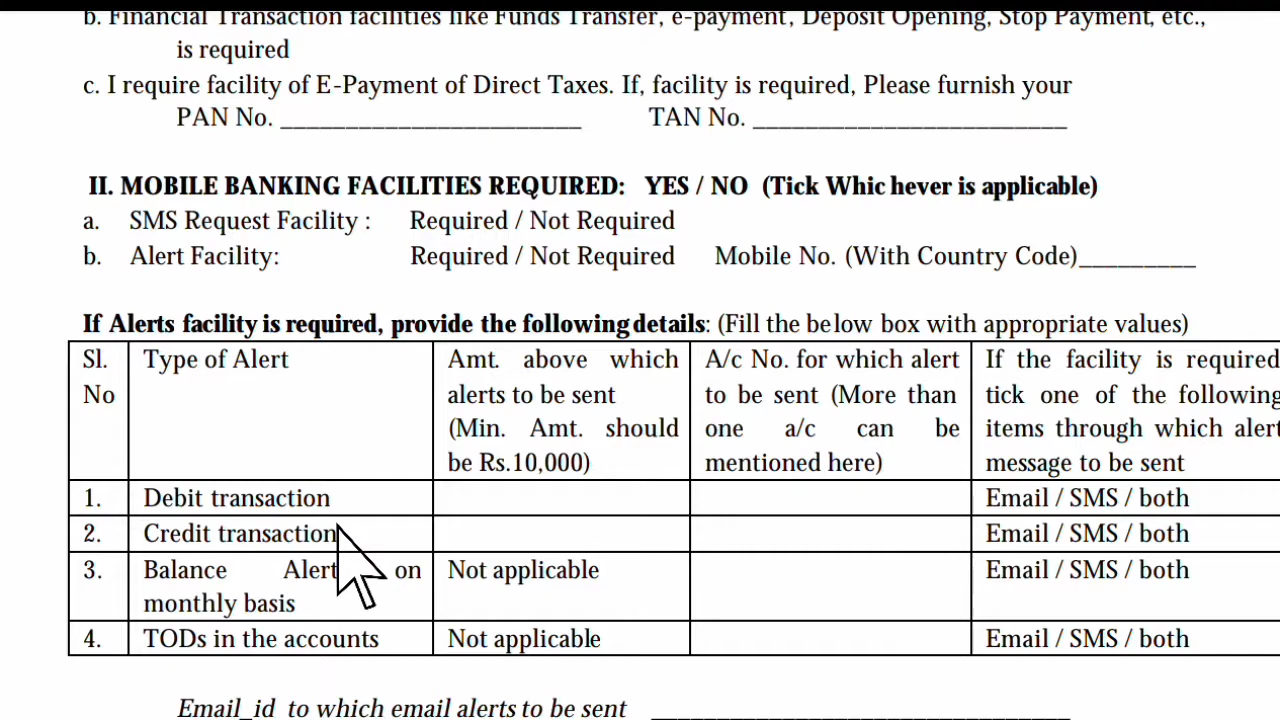 b. Financial Transaction facilities like Funds Transfer, e-payment, Deposit Opening, Stop Payment, etc.,
is required
c. I require facility of E-Payment of Direct Taxes. If, facility is required, Please furnish your
PAN No. _______________________ TAN No. ________________________
II. MOBILE BANKING FACILITIES REQUIRED: YES / NO (Tick Whic hever is applicable)
a. SMS Request Facility : Required / Not Required
b. Alert Facility: Required / Not Required Mobile No. (With Country Code)_________
If Alerts facility is required, provide the following details: (Fill the below box with appropriate values)
Sl. Type of Alert Amt. above which A/c No. for which alert If the facility is required
No alerts to be sent to be sent (More than tick one of the following
(Min. Amt. should one a/c can be items through which alert
be Rs.10,000) mentioned here) message to be sent
1. Debit transaction Email / SMS / both
2. Credit transaction Email / SMS / both
3. Balance Alert on Not applicable Email / SMS / both
monthly basis
4. TODs in the accounts Not applicable Email / SMS / both
Email_id to which email alerts to be sent ________________________________